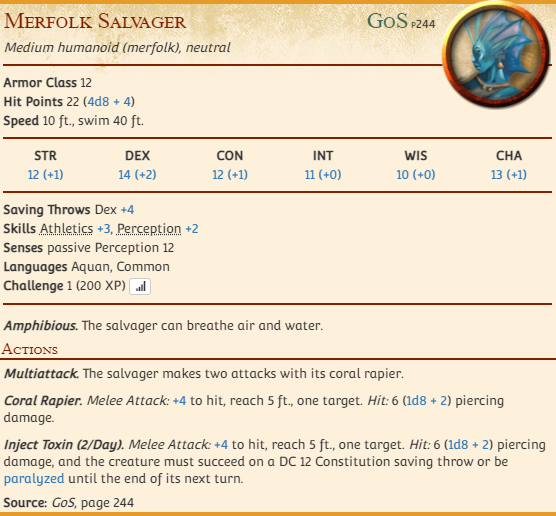 Merfolk Salvager GoS p244
Medium humanoid (merfolk), neutral
Armor Class 12
Hit Points 22 (4d8 + 4)
Speed 10 ft., swim 40 ft.
STR DEX CON INT WIS CHA
12 (+1) 14 (+2) 12 (+1) 11 (+0) 10 (+0) 13 (+1)
Saving Throws Dex +4
Skills Athletics +3, Perception +2
Senses passive Perception 12
Languages Aquan, Common
Challenge 1 (200 XP)
Amphibious. The salvager can breathe air and water.
Actions
Multiattack. The salvager makes two attacks with its coral rapier.
Coral Rapier. Melee Attack: +4 to hit, reach 5 ft., one target. Hit: 6 (1d8 + 2) piercing
damage.
Inject Toxin (2/Day). Melee Attack: +4 to hit, reach 5 ft., one target. Hit: 6 (1d8 + 2) piercing
damage, and the creature must succeed on a DC 12 Constitution saving throw or be
paralyzed until the end of its next turn.
Source: GoS, page 244